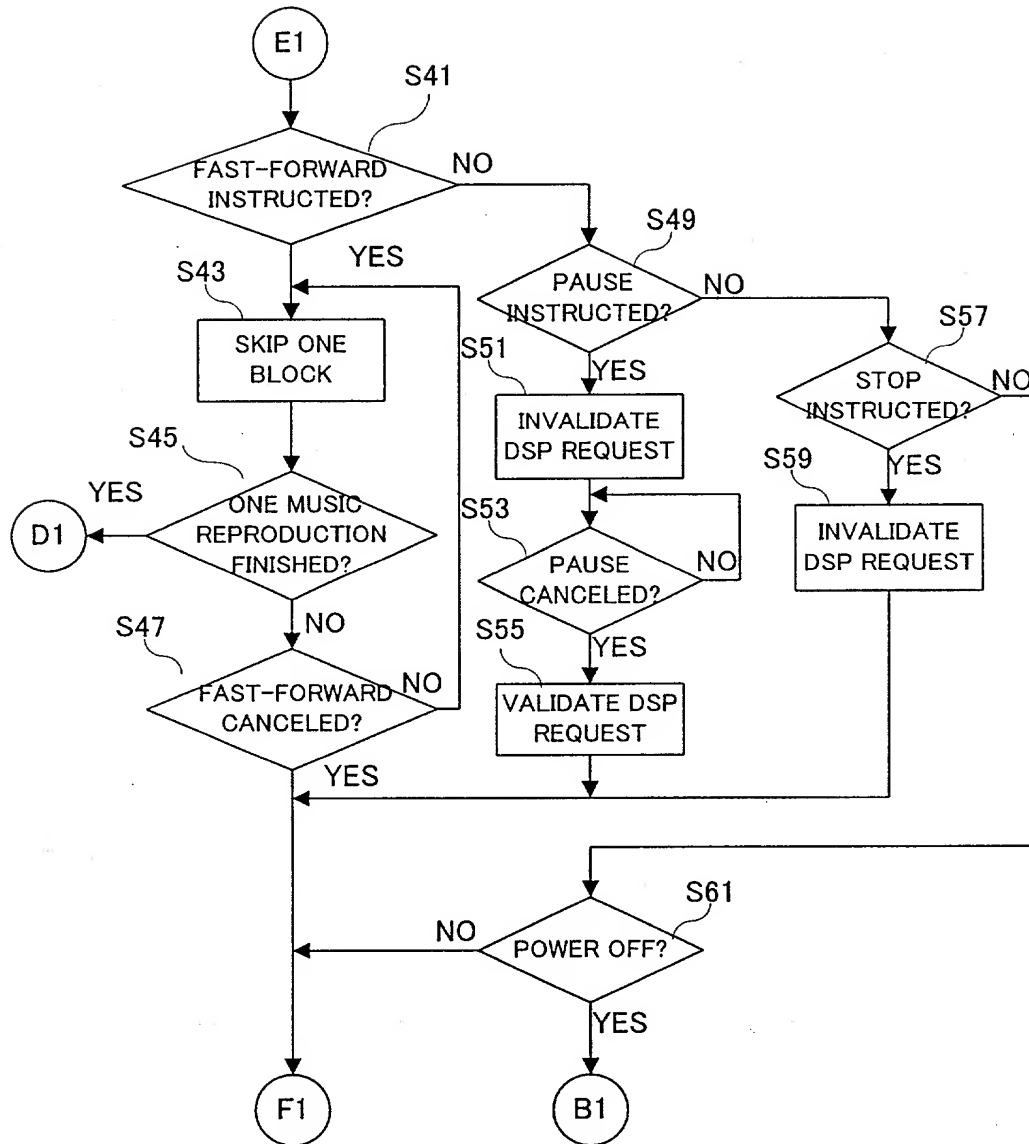 E1
S41
FAST-FORWARD
INSTRUCTED?
NO
YES
S43
SKIP ONE
BLOCK
S45
YES
ONE MUSIC
REPRODUCTION
FINISHED?
D1
NO
S47
FAST-FORWARD
CANCELED?
NO
YES
S49
PAUSE
INSTRUCTED?
NO
YES
S51
INVALIDATE
DSP REQUEST
S53
PAUSE
CANCELED?
NO
YES
S55
VALIDATE DSP
REQUEST
S57
STOP
INSTRUCTED?
NO
YES
S59
INVALIDATE
DSP REQUEST
S61
POWER OFF?
NO
YES
F1
B1